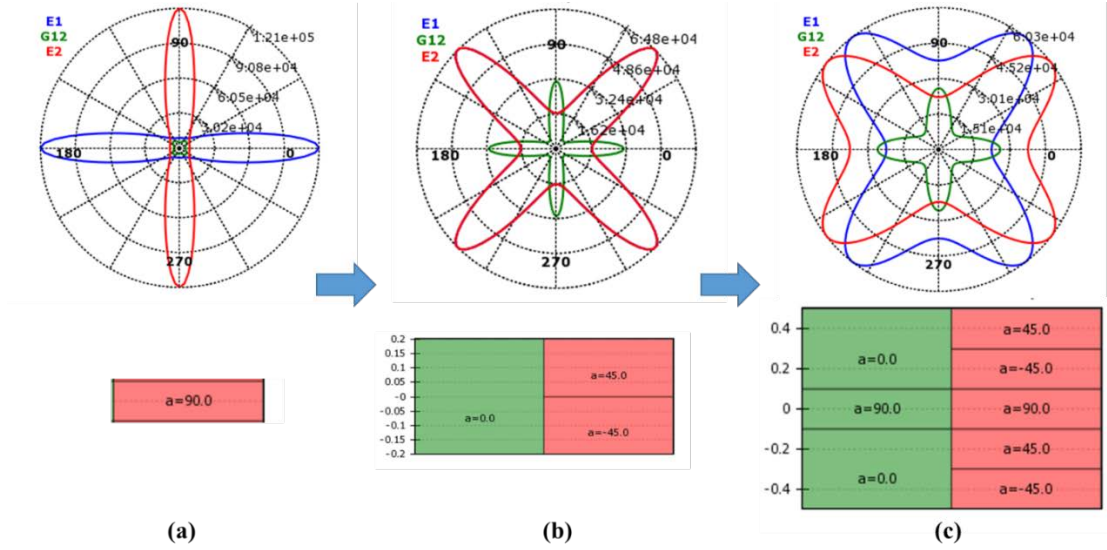 E1
G12
E2
1.21e+05
9.08e+04
6.05e+04
3.02e+04
90
180
0
270
E1
G12
E2
6.48e+04
4.86e+04
3.24e+04
1.62e+04
90
180
0
270
E1
G12
E2
6.03e+04
4.52e+04
3.01e+04
1.51e+04
90
180
0
270
a=90.0
0.2
0.15
0.1
0.05
-0
-0.05
-0.1
-0.15
-0.2
a=0.0
a=45.0
a=-45.0
0.4
0.2
0
-0.2
-0.4
a=0.0
a=90.0
a=0.0
a=45.0
a=-45.0
a=90.0
a=45.0
a=-45.0
(a)
(b)
(c)